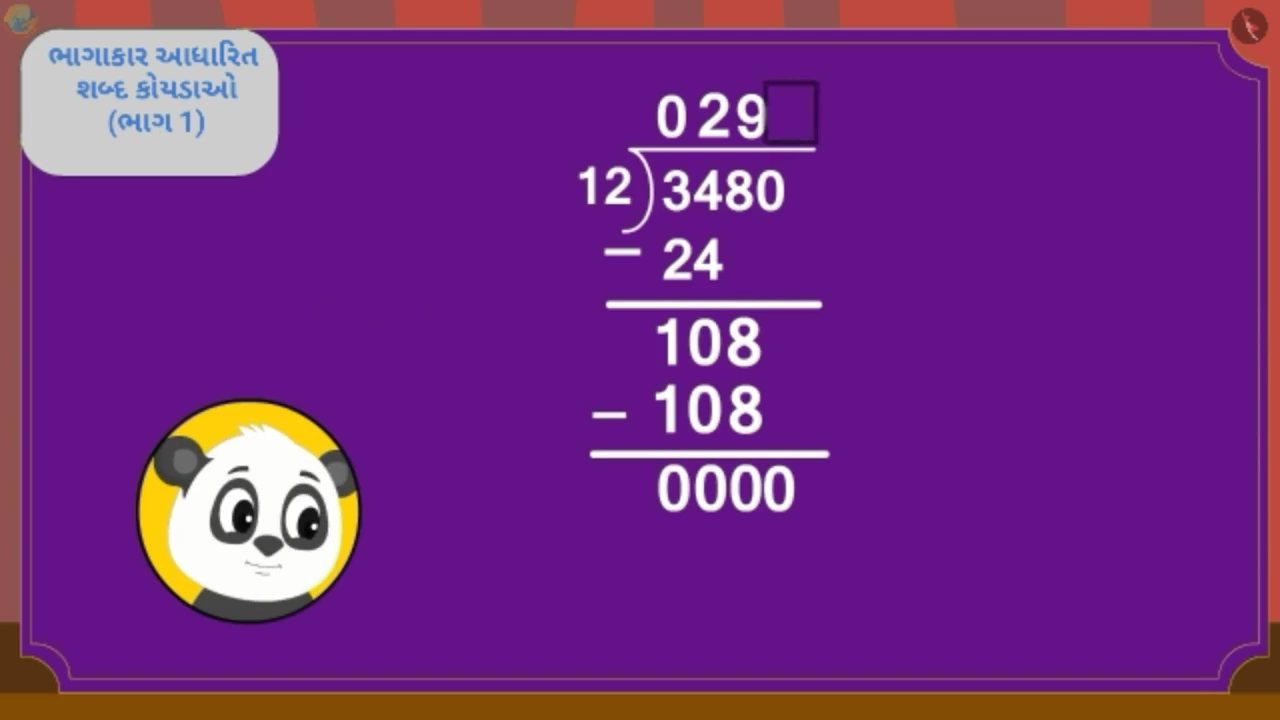 ભાગાકાર આધારિત
શબ્દ કોયડાઓ
(ભાગ 1)
029
12)3480
− 24
108
− 108
0000